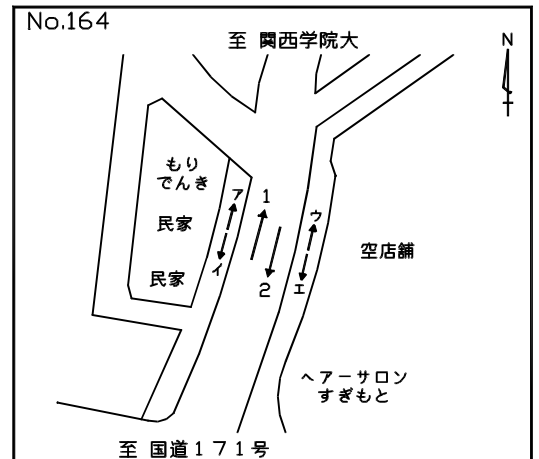 No.164
至 関西学院大
N
もり
でんき
ア
1
ウ
民家
空店舗
イ
2
エ
民家
ヘアーサロン
すぎもと
至 国道171号